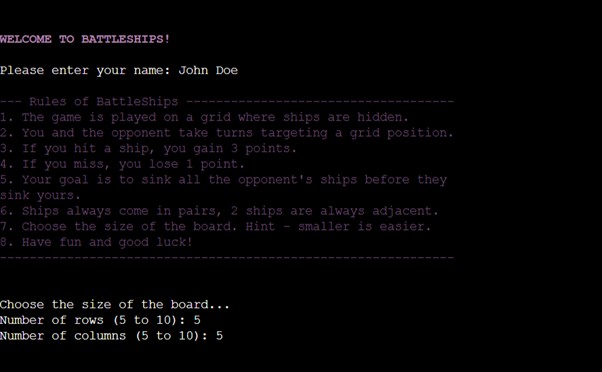 WELCOME TO BATTLESHIPS!
Please enter your name: John Doe
--- Rules of BattleShips ------------------------------------
1. The game is played on a grid where ships are hidden.
2. You and the opponent take turns targeting a grid position.
3. If you hit a ship, you gain 3 points.
4. If you miss, you lose 1 point.
5. Your goal is to sink all the opponent's ships before they
sink yours.
6. Ships always come in pairs, 2 ships are always adjacent.
7. Choose the size of the board. Hint - smaller is easier.
8. Have fun and good luck!
-------------------------------------------------------------
Choose the size of the board...
Number of rows (5 to 10): 5
Number of columns (5 to 10): 5